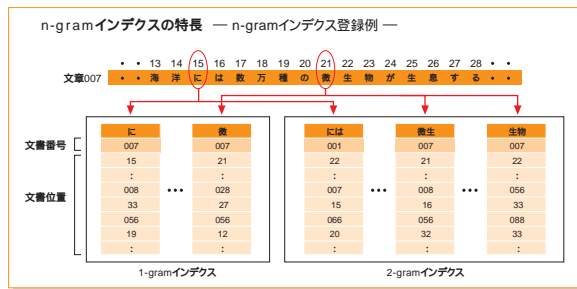 n-gramインデクスの特長 ― n-gramインデクス登録例 ―
・ ・ 13 14 15 16 17 18 19 20 21 22 23 24 25 26 27 28 ・ ・
文章007 ・ ・ 海 洋 に は 数 万 種 の 微 生 物 が 生 息 す る ・ ・
に 微 には 微生 生物
文書番号 007 007 001 007 007
15 21 22 21 22
: : : : :
文書位置 008 028 ・・・ 007 ・・・ 008 056 ・・・
33 27 15 16 33
056 056 066 056 088
19 12 20 32 33
: : : : :
1-gramインデクス 2-gramインデクス